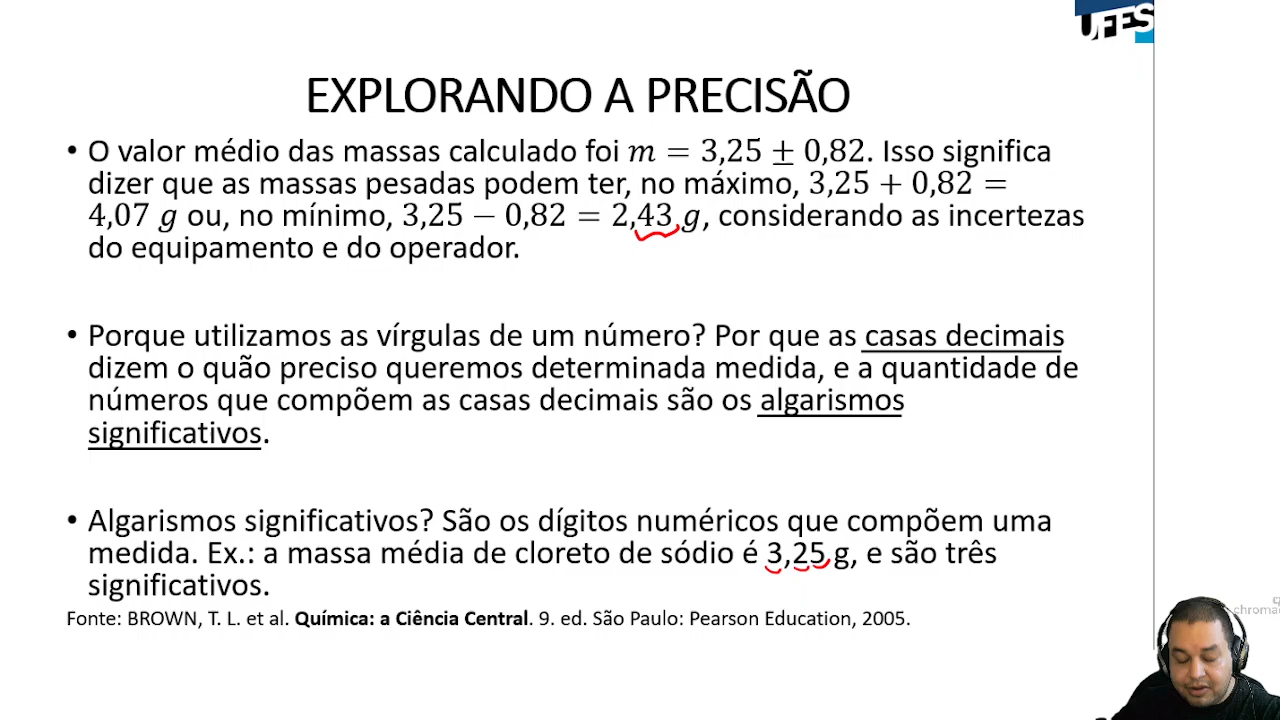 UFES
EXPLORANDO A PRECISÃO
• O valor médio das massas calculado foi m = 3,25 ± 0,82. Isso significa
dizer que as massas pesadas podem ter, no máximo, 3,25 + 0,82 =
4,07 g ou, no mínimo, 3,25 − 0,82 = 2,43 g, considerando as incertezas
do equipamento e do operador.
• Porque utilizamos as vírgulas de um número? Por que as casas decimais
dizem o quão preciso queremos determinada medida, e a quantidade de
números que compõem as casas decimais são os algarismos
significativos.
• Algarismos significativos? São os dígitos numéricos que compõem uma
medida. Ex.: a massa média de cloreto de sódio é 3,25 g, e são três
significativos.
Fonte: BROWN, T. L. et al. Química: a Ciência Central. 9. ed. São Paulo: Pearson Education, 2005.